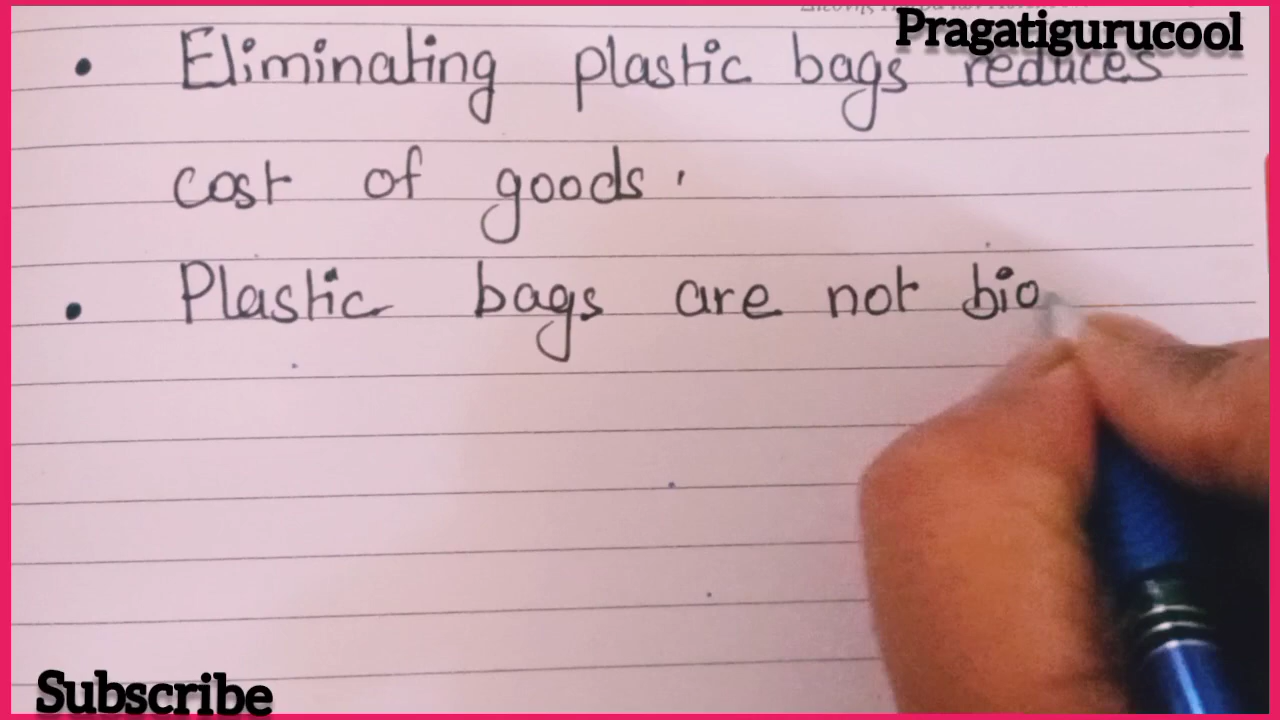 Pragatigurucool
• Eliminating plastic bags reduces
cost of goods.
• Plastic bags are not bio
Subscribe